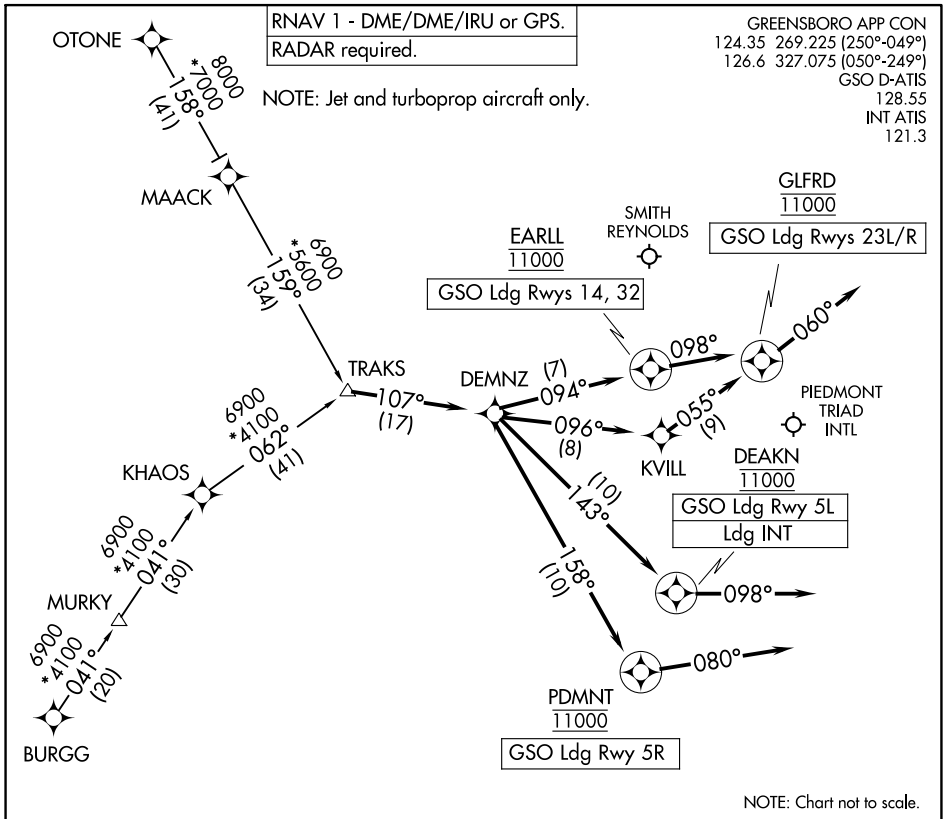 RNAV 1 - DME/DME/IRU or GPS.
RADAR required.
NOTE: Jet and turboprop aircraft only.
GREENSBORO APP CON
124.35 269.225 (250°-049°)
126.6 327.075 (050°-249°)
GSO D-ATIS
128.55
INT ATIS
121.3
OTONE
8000
*7000
158°
(41)
MAACK
6900
*5600
159°
(34)
GLFRD
11000
GSO Ldg Rwys 23L/R
SMITH
REYNOLDS
EARLL
11000
GSO Ldg Rwys 14, 32
098°
060°
TRAKS
107°
(17)
DEMNZ
(7)
094°
096°
(8)
KVILL
055°
(9)
PIEDMONT
TRIAD
INTL
6900
*4100
062°
(41)
KHAOS
(10)
143°
DEAKN
11000
GSO Ldg Rwy 5L
Ldg INT
098°
6900
*4100
041°
(30)
MURKY
158°
(10)
6900
*4100
041°
(20)
BURGG
080°
PDMNT
11000
GSO Ldg Rwy 5R
NOTE: Chart not to scale.